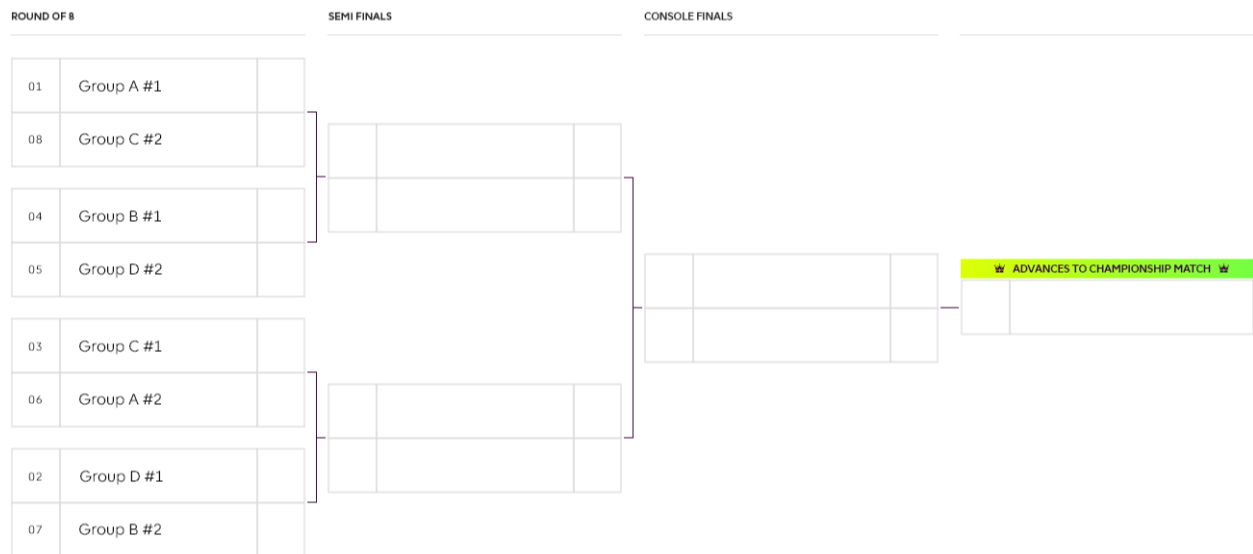 ROUND OF 8
SEMI FINALS
CONSOLE FINALS
01 Group A #1
08 Group C #2
04 Group B #1
05 Group D #2
03 Group C #1
06 Group A #2
02 Group D #1
07 Group B #2
ADVANCES TO CHAMPIONSHIP MATCH